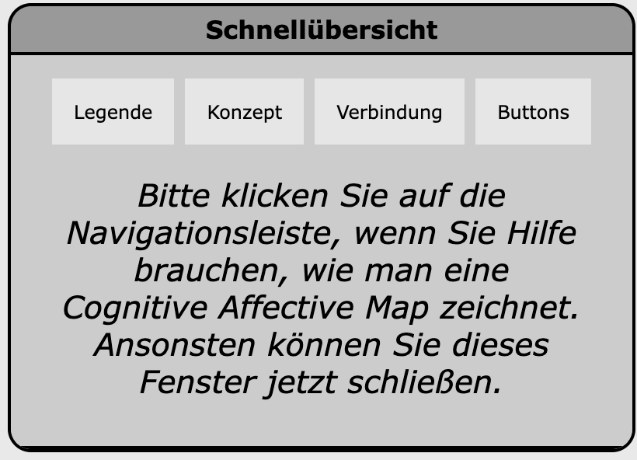 Schnellübersicht
Legende Konzept Verbindung Buttons
Bitte klicken Sie auf die
Navigationsleiste, wenn Sie Hilfe
brauchen, wie man eine
Cognitive Affective Map zeichnet.
Ansonsten können Sie dieses
Fenster jetzt schließen.